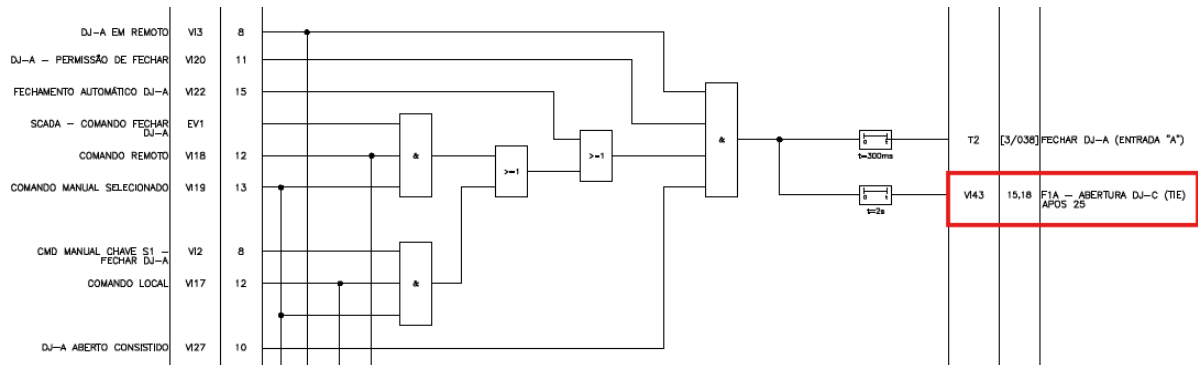 DJ-A EM REMOTO VI3 8
DJ-A - PERMISSÃO DE FECHAR VI20 11
FECHAMENTO AUTOMÁTICO DJ-A VI22 15
SCADA - COMANDO FECHAR EV1
DJ-A
COMANDO REMOTO VI18 12
COMANDO MANUAL SELECIONADO VI19 13
CMD MANUAL CHAVE S1 - VI2 8
FECHAR DJ-A
COMANDO LOCAL VI17 12
DJ-A ABERTO CONSISTIDO VI27 10
&
&
>=1
>=1
&
0 t
t=300ms
0 t
t=2s
T2 [3/038] FECHAR DJ-A (ENTRADA "A")
VI43 15,18 F1A - ABERTURA DJ-C (TIE)
APOS 25